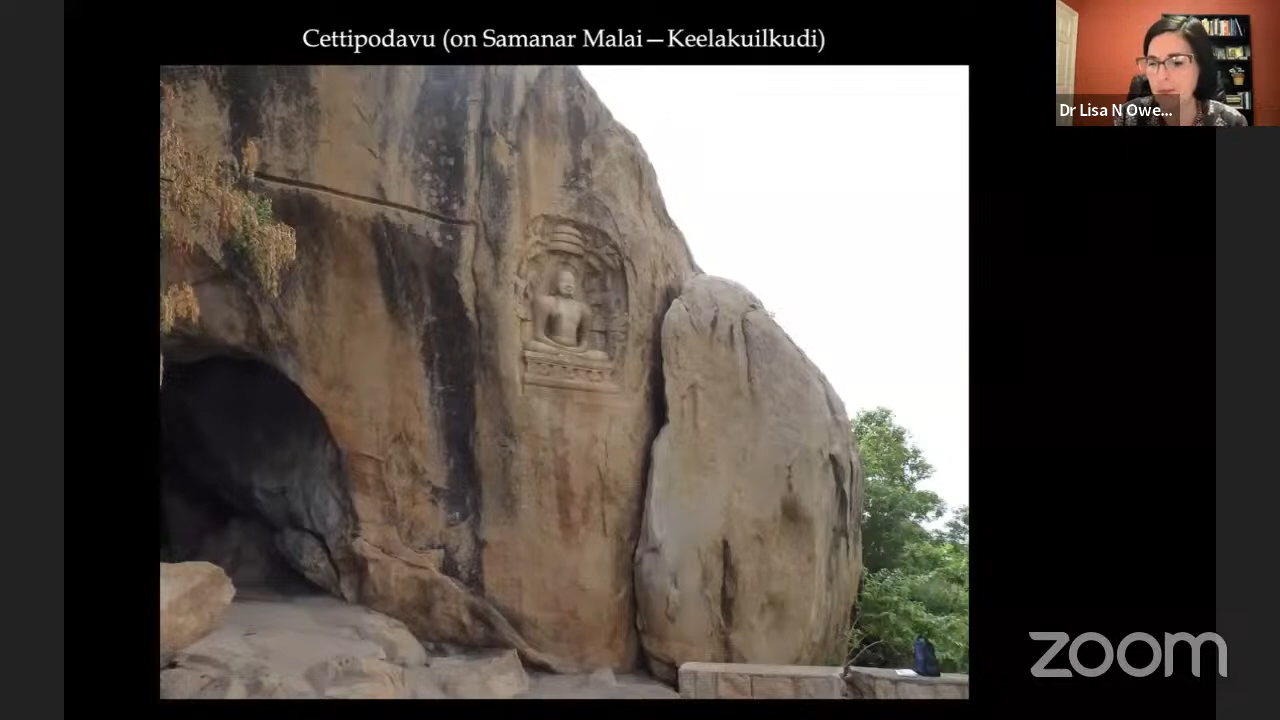 Cettipodavu (on Samanar Malai—Keelakuilkudi)
Dr Lisa N Owe...
zoom